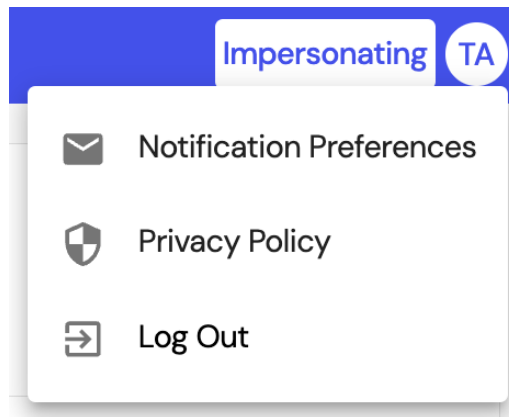 Impersonating TA
Notification Preferences
Privacy Policy
Log Out